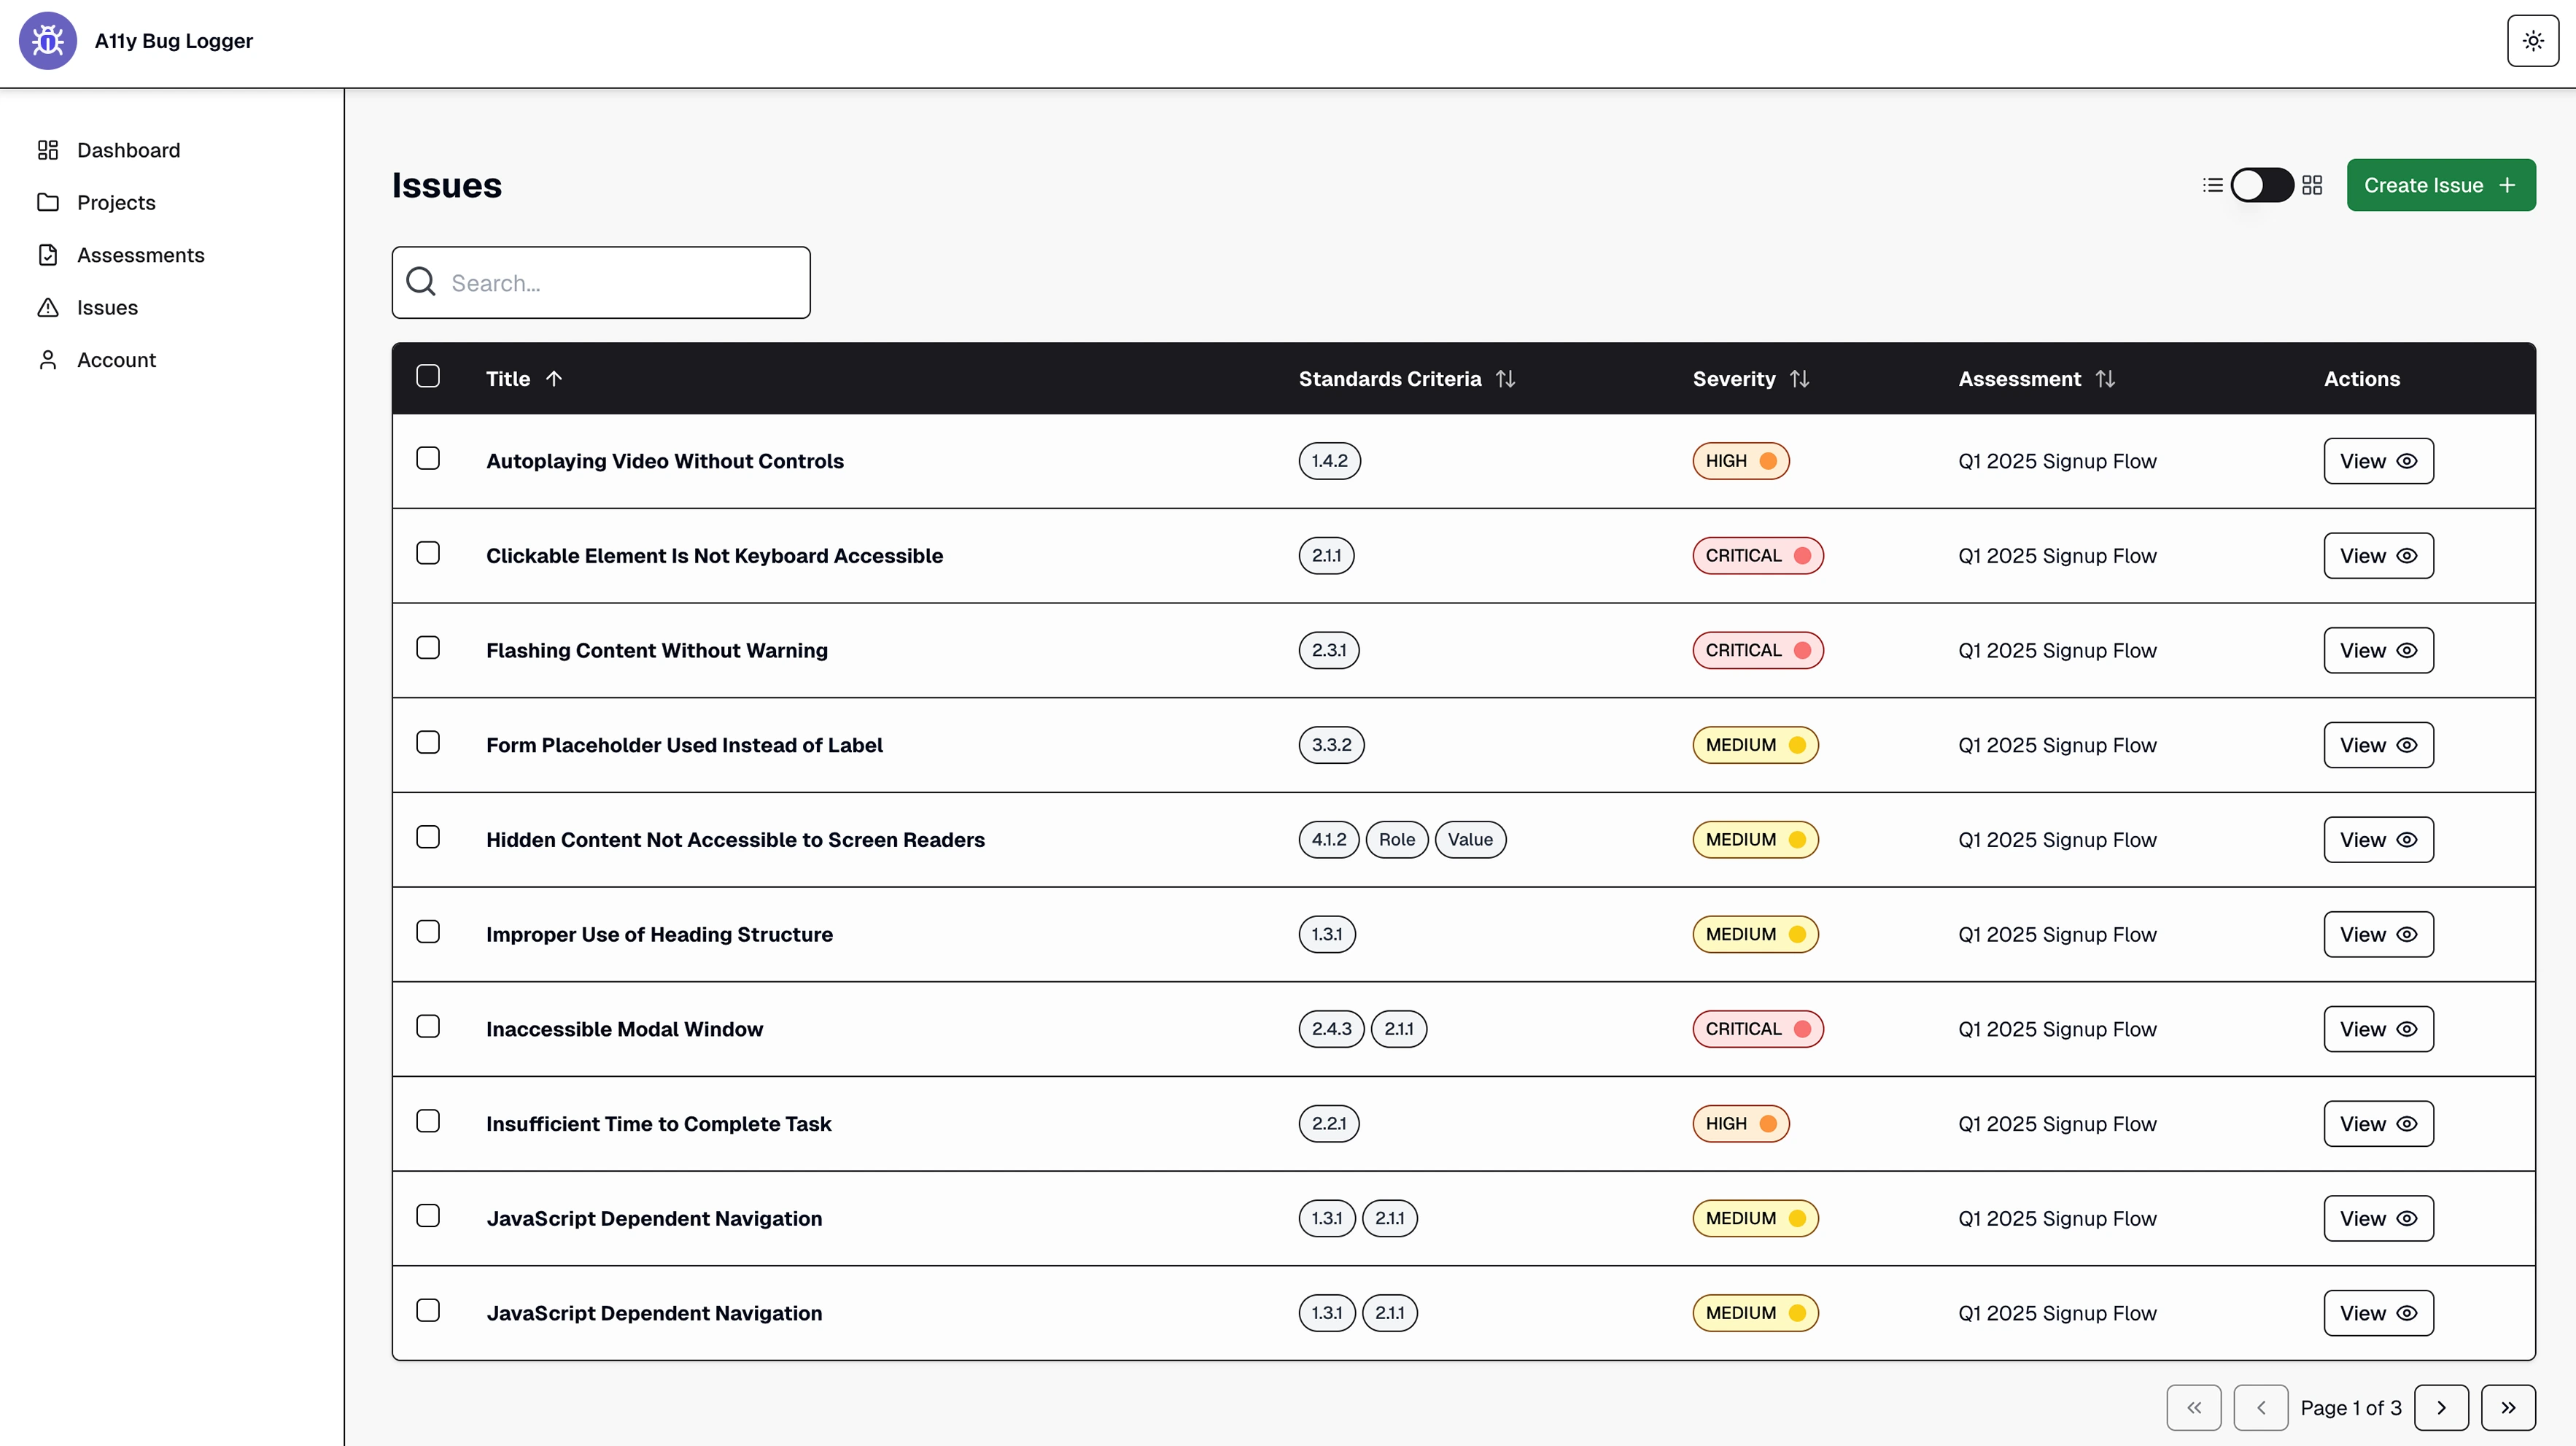 A11y Bug Logger
Dashboard
Projects
Assessments
Issues
Account
Issues
Create Issue
Search...
Title Standards Criteria Severity Assessment Actions
Autoplaying Video Without Controls 1.4.2 HIGH Q1 2025 Signup Flow View
Clickable Element Is Not Keyboard Accessible 2.1.1 CRITICAL Q1 2025 Signup Flow View
Flashing Content Without Warning 2.3.1 CRITICAL Q1 2025 Signup Flow View
Form Placeholder Used Instead of Label 3.3.2 MEDIUM Q1 2025 Signup Flow View
Hidden Content Not Accessible to Screen Readers 4.1.2 Role Value MEDIUM Q1 2025 Signup Flow View
Improper Use of Heading Structure 1.3.1 MEDIUM Q1 2025 Signup Flow View
Inaccessible Modal Window 2.4.3 2.1.1 CRITICAL Q1 2025 Signup Flow View
Insufficient Time to Complete Task 2.2.1 HIGH Q1 2025 Signup Flow View
JavaScript Dependent Navigation 1.3.1 2.1.1 MEDIUM Q1 2025 Signup Flow View
JavaScript Dependent Navigation 1.3.1 2.1.1 MEDIUM Q1 2025 Signup Flow View
Page 1 of 3